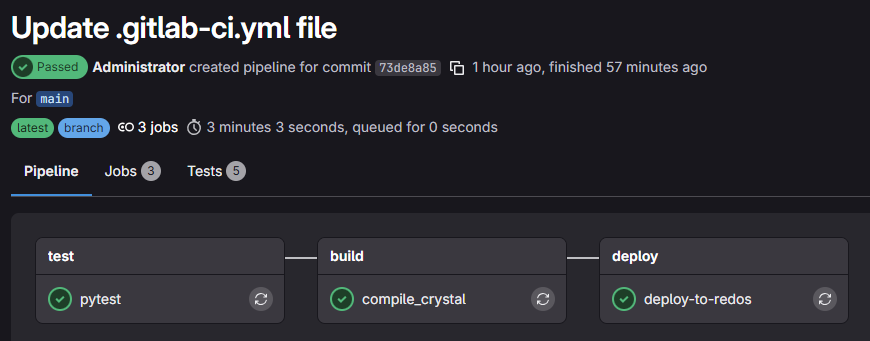 Update .gitlab-ci.yml file
Passed Administrator created pipeline for commit 73de8a85 1 hour ago, finished 57 minutes ago
For main
latest branch 3 jobs 3 minutes 3 seconds, queued for 0 seconds
Pipeline Jobs 3 Tests 5
test build deploy
pytest compile_crystal deploy-to-redos